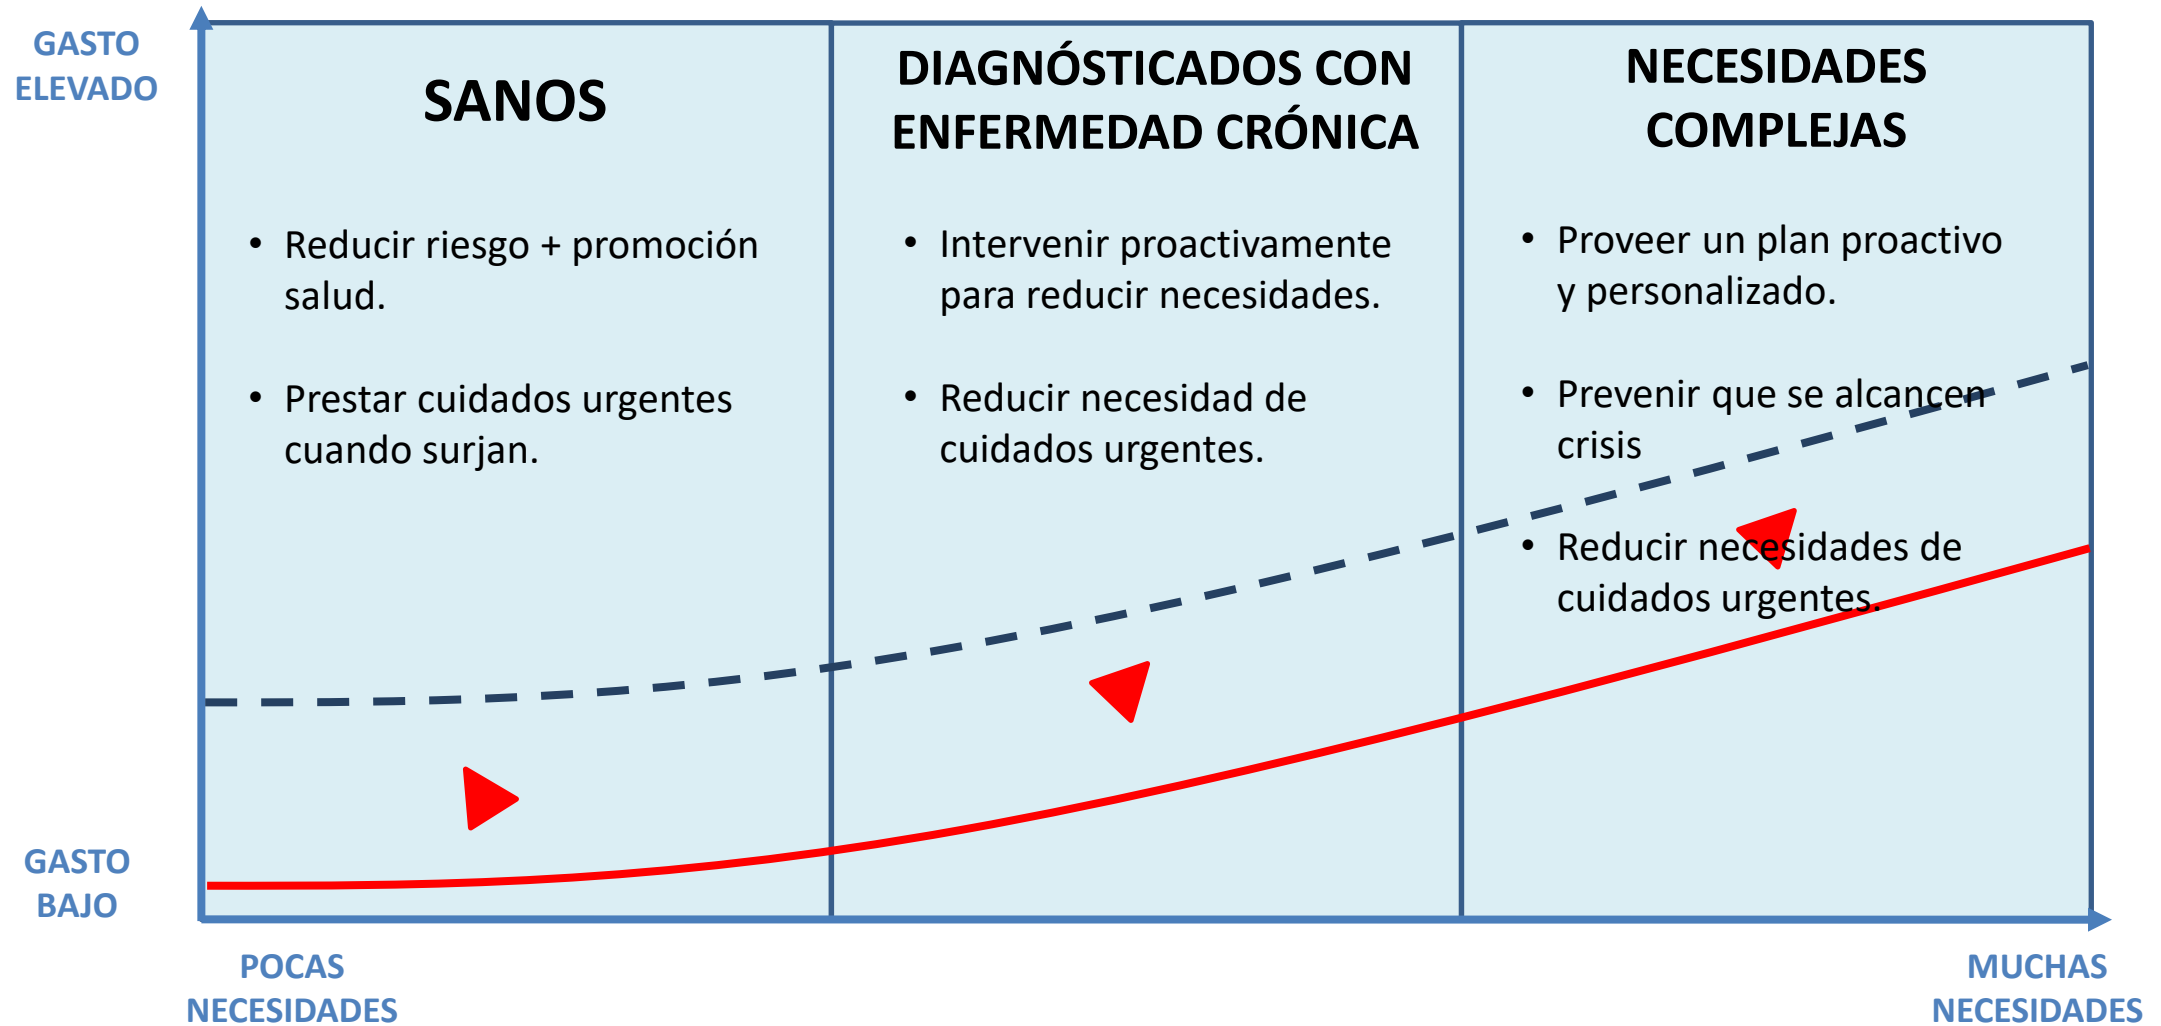 GASTO
ELEVADO
SANOS
• Reducir riesgo + promoción
salud.
• Prestar cuidados urgentes
cuando surjan.
DIAGNÓSTICADOS CON
ENFERMEDAD CRÓNICA
• Intervenir proactivamente
para reducir necesidades.
• Reducir necesidad de
cuidados urgentes.
NECESIDADES
COMPLEJAS
• Proveer un plan proactivo
y personalizado.
• Prevenir que se alcancen
crisis
• Reducir necesidades de
cuidados urgentes.
GASTO
BAJO
POCAS
NECESIDADES
MUCHAS
NECESIDADES